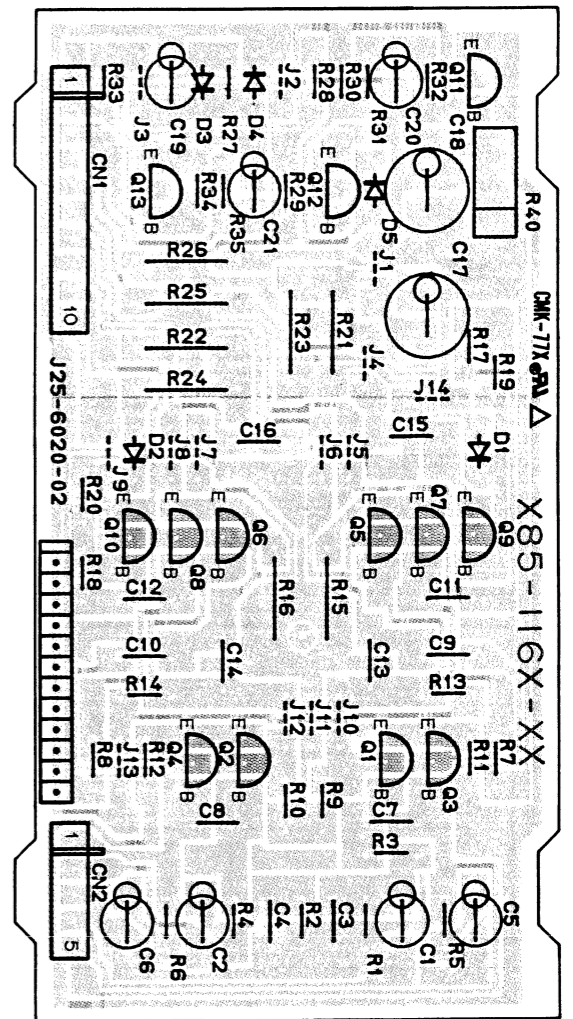 1
R33
J3
C19
D3
R27
D4
J2
R28
R30
R31
C20
R32
E
Q11
B
C18
R40
CN1
E
Q13
B
R34
R35
C21
R29
E
Q12
B
D5
J1
C17
R26
R25
R22
R24
R23
R21
J4
R17
R19
J14
10
J25-6020-02
C16
C15
D2
J8
J7
J6
J5
D1
J9
R20
E
Q10
B
Q8
E
Q6
B
E
Q5
B
E
Q7
B
E
Q9
B
X85-116X-XX
R18
C12
R16
R15
C11
C10
C14
C13
C9
R14
R13
J12
J11
J10
R8
J13
R12
Q4
E
B
Q2
E
B
E
Q1
B
E
Q3
B
R11
R7
C8
R10
R9
C7
R3
1
CN2
5
C6
R6
C2
R4
C4
R2
C3
R1
C1
R5
C5